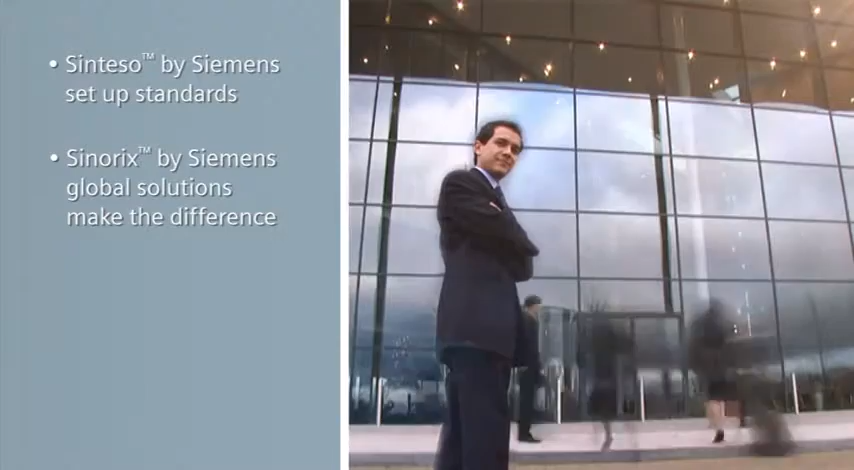 • Sinteso™ by Siemens
set up standards
• Sinorix™ by Siemens
global solutions
make the difference